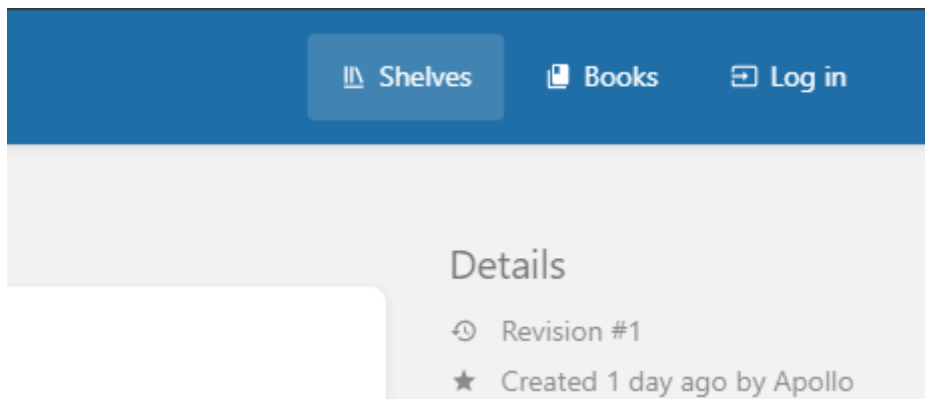 Shelves Books Log in
Details
Revision #1
Created 1 day ago by Apollo